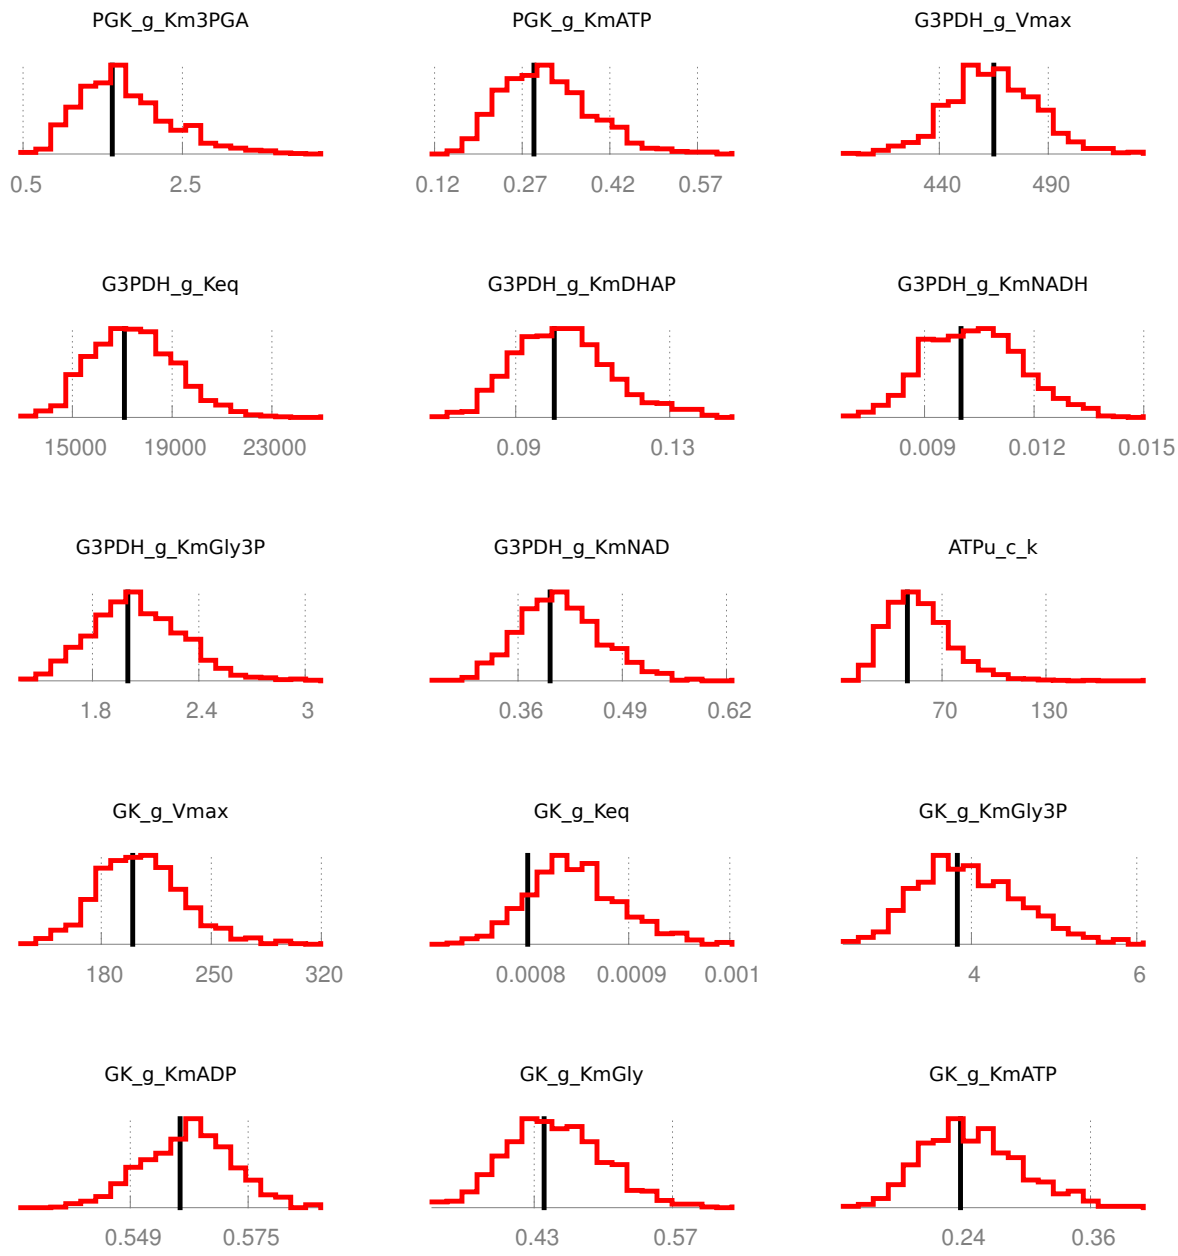 PGK_g_Km3PGA PGK_g_KmATP G3PDH_g_Vmax
0.5 2.5 0.12 0.27 0.42 0.57 440 490
G3PDH_g_Keq G3PDH_g_KmDHAP G3PDH_g_KmNADH
15000 19000 23000 0.09 0.13 0.009 0.012 0.015
G3PDH_g_KmGly3P G3PDH_g_KmNAD ATPu_c_k
1.8 2.4 3 0.36 0.49 0.62 70 130
GK_g_Vmax GK_g_Keq GK_g_KmGly3P
180 250 320 0.0008 0.0009 0.001 4 6
GK_g_KmADP GK_g_KmGly GK_g_KmATP
0.549 0.575 0.43 0.57 0.24 0.36